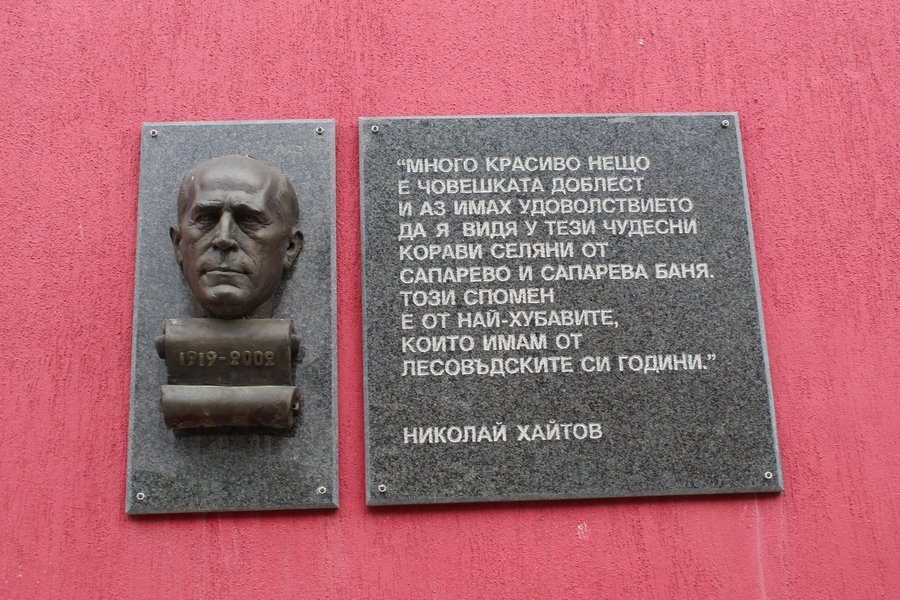 1919-2002
"МНОГО КРАСИВО НЕЩО
Е ЧОВЕШКАТА ДОБЛЕСТ
И АЗ ИМАХ УДОВОЛСТВИЕТО
ДА Я ВИДЯ У ТЕЗИ ЧУДЕСНИ
КОРАВИ СЕЛЯНИ ОТ
САПАРЕВО И САПАРЕВА БАНЯ.
ТОЗИ СПОМЕН
Е ОТ НАЙ-ХУБАВИТЕ,
КОИТО ИМАМ ОТ
ЛЕСОВЪДСКИТЕ СИ ГОДИНИ."
НИКОЛАЙ ХАЙТОВ